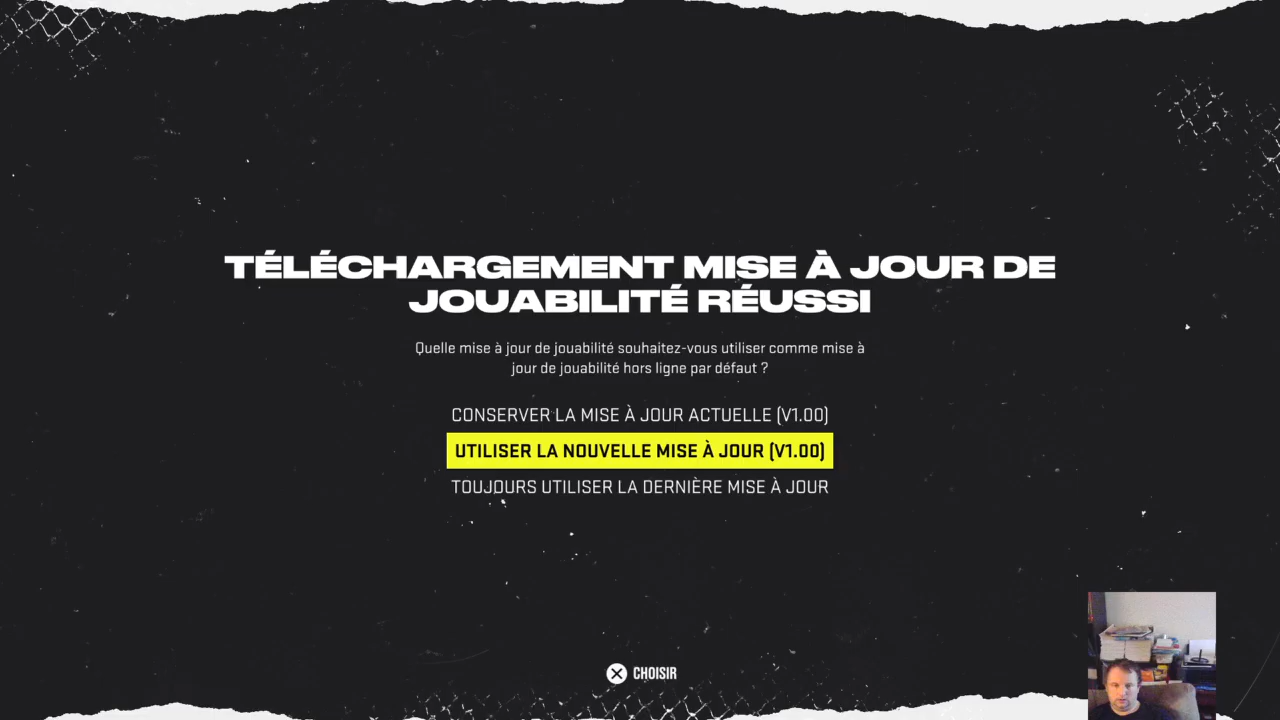 TÉLÉCHARGEMENT MISE À JOUR DE
JOUABILITÉ RÉUSSI
Quelle mise à jour de jouabilité souhaitez-vous utiliser comme mise à
jour de jouabilité hors ligne par défaut ?
CONSERVER LA MISE À JOUR ACTUELLE (V1.00)
UTILISER LA NOUVELLE MISE À JOUR (V1.00)
TOUJOURS UTILISER LA DERNIÈRE MISE À JOUR
CHOISIR